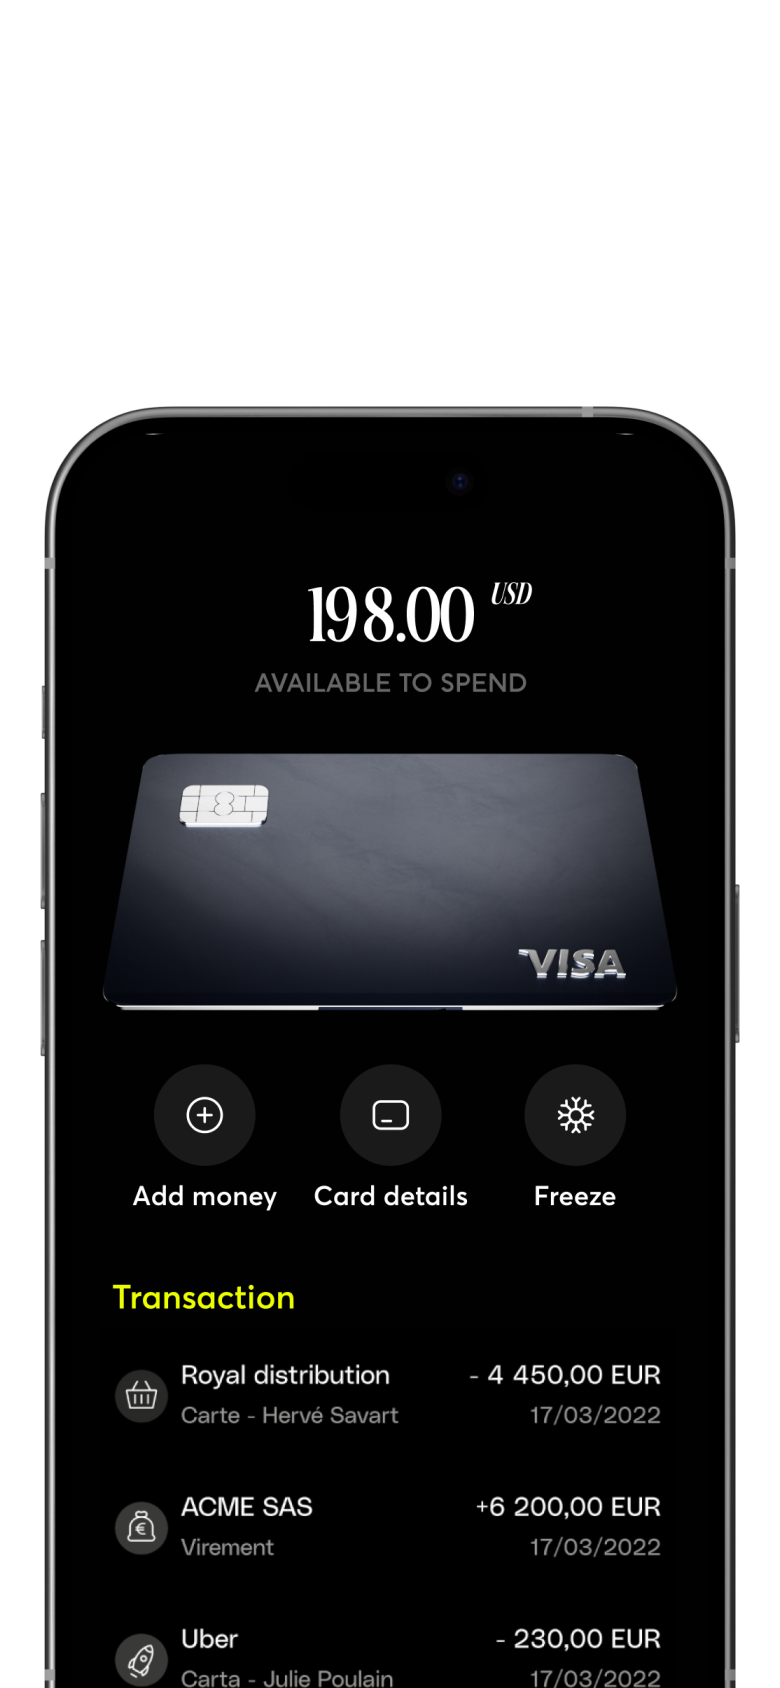 198.00 USD
AVAILABLE TO SPEND
VISA
Add money
Card details
Freeze
Transaction
Royal distribution
- 4 450,00 EUR
Carte - Hervé Savart
17/03/2022
ACME SAS
+6 200,00 EUR
Virement
17/03/2022
Uber
- 230,00 EUR
Carta - Julie Poulain
17/03/2022